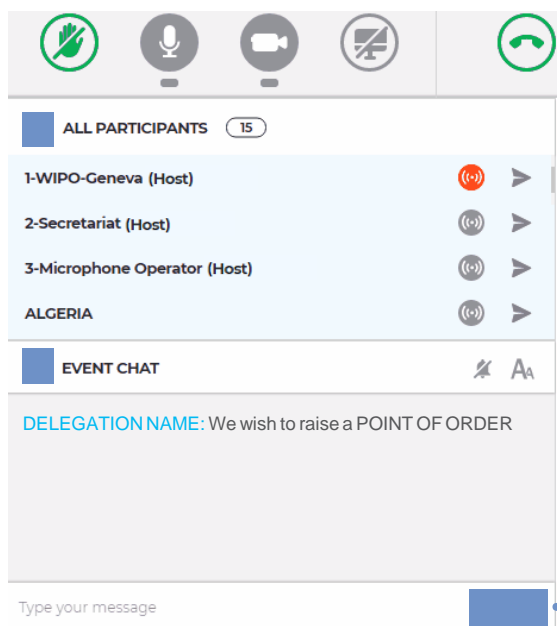 ALL PARTICIPANTS 15
1-WIPO-Geneva (Host)
2-Secretariat (Host)
3-Microphone Operator (Host)
ALGERIA
EVENT CHAT AA
DELEGATION NAME: We wish to raise a POINT OF ORDER
Type your message